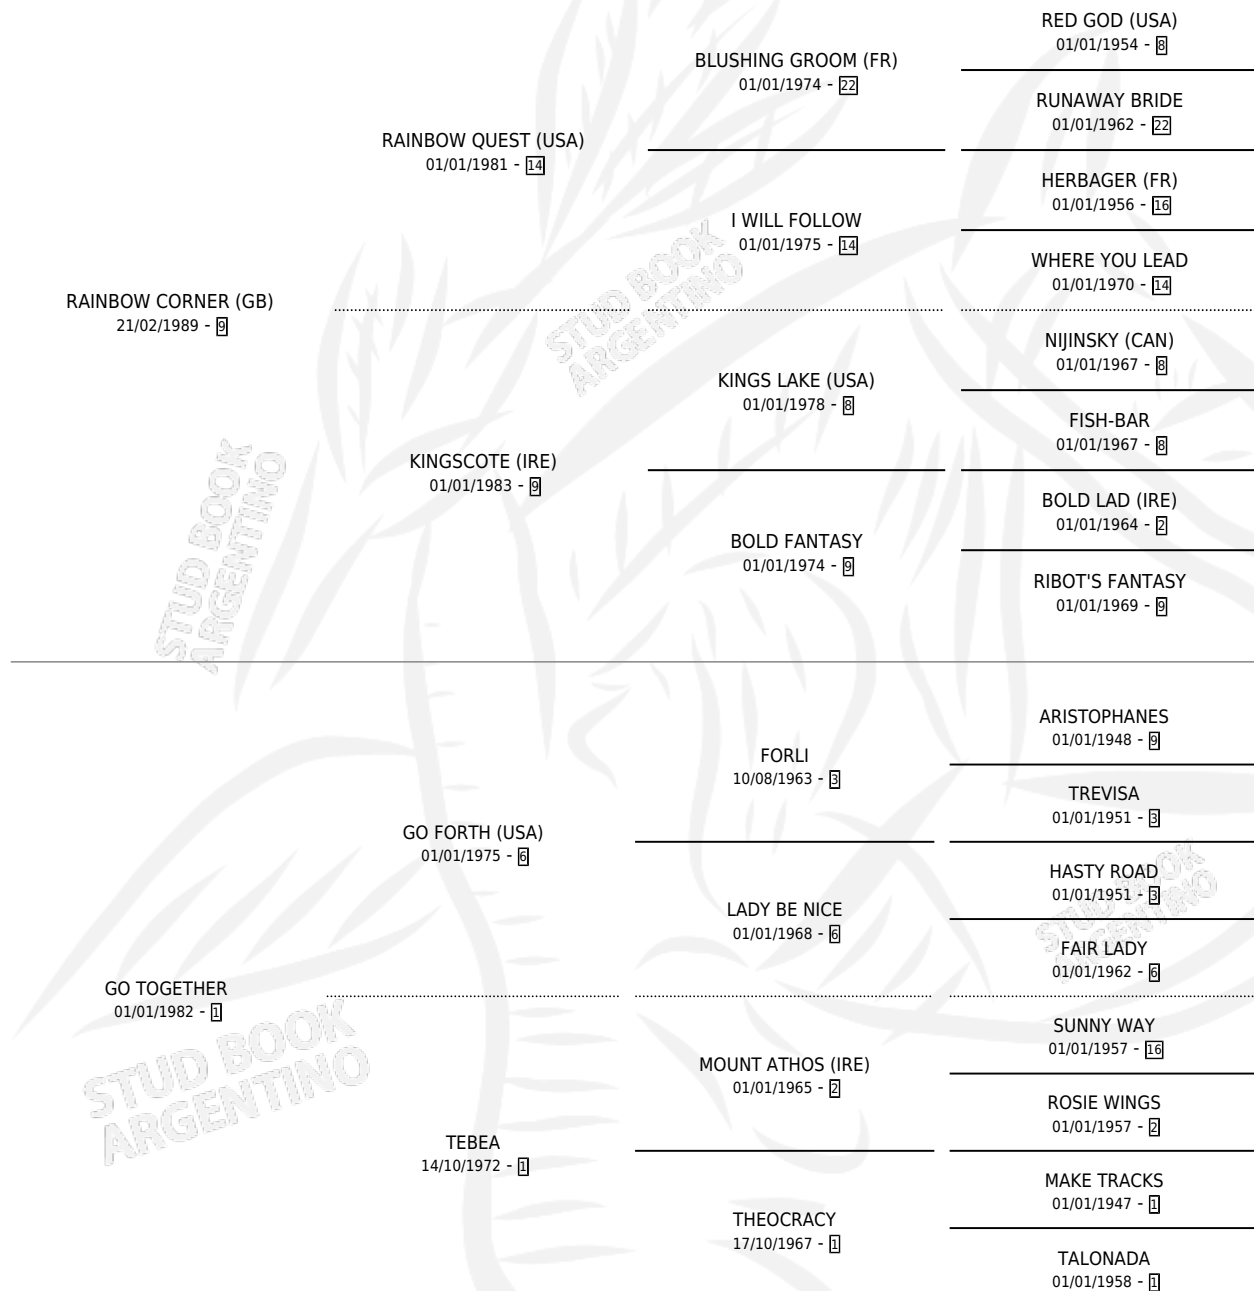 RED GOD (USA)
01/01/1954 - 8
BLUSHING GROOM (FR)
01/01/1974 - 22
RUNAWAY BRIDE
01/01/1962 - 22
RAINBOW QUEST (USA)
01/01/1981 - 14
HERBAGER (FR)
01/01/1956 - 16
I WILL FOLLOW
01/01/1975 - 14
WHERE YOU LEAD
01/01/1970 - 14
RAINBOW CORNER (GB)
21/02/1989 - 9
STUD BOOK
ARGENTINO
NIJINSKY (CAN)
01/01/1967 - 8
KINGS LAKE (USA)
01/01/1978 - 8
FISH-BAR
01/01/1967 - 8
KINGSCOTE (IRE)
01/01/1983 - 9
BOLD LAD (IRE)
01/01/1964 - 2
BOLD FANTASY
01/01/1974 - 9
RIBOT'S FANTASY
01/01/1969 - 9
STUD BOOK
ARGENTINO
ARISTOPHANES
01/01/1948 - 9
FORLI
10/08/1963 - 3
TREVISA
01/01/1951 - 3
GO FORTH (USA)
01/01/1975 - 6
HASTY ROAD
01/01/1951 - 3
LADY BE NICE
01/01/1968 - 6
FAIR LADY
01/01/1962 - 6
STUD BOOK
ARGENTINO
GO TOGETHER
01/01/1982 - 1
SUNNY WAY
01/01/1957 - 16
MOUNT ATHOS (IRE)
01/01/1965 - 2
ROSIE WINGS
01/01/1957 - 2
STUD BOOK
ARGENTINO
TEBEA
14/10/1972 - 1
MAKE TRACKS
01/01/1947 - 1
THEOCRACY
17/10/1967 - 1
TALONADA
01/01/1958 - 1